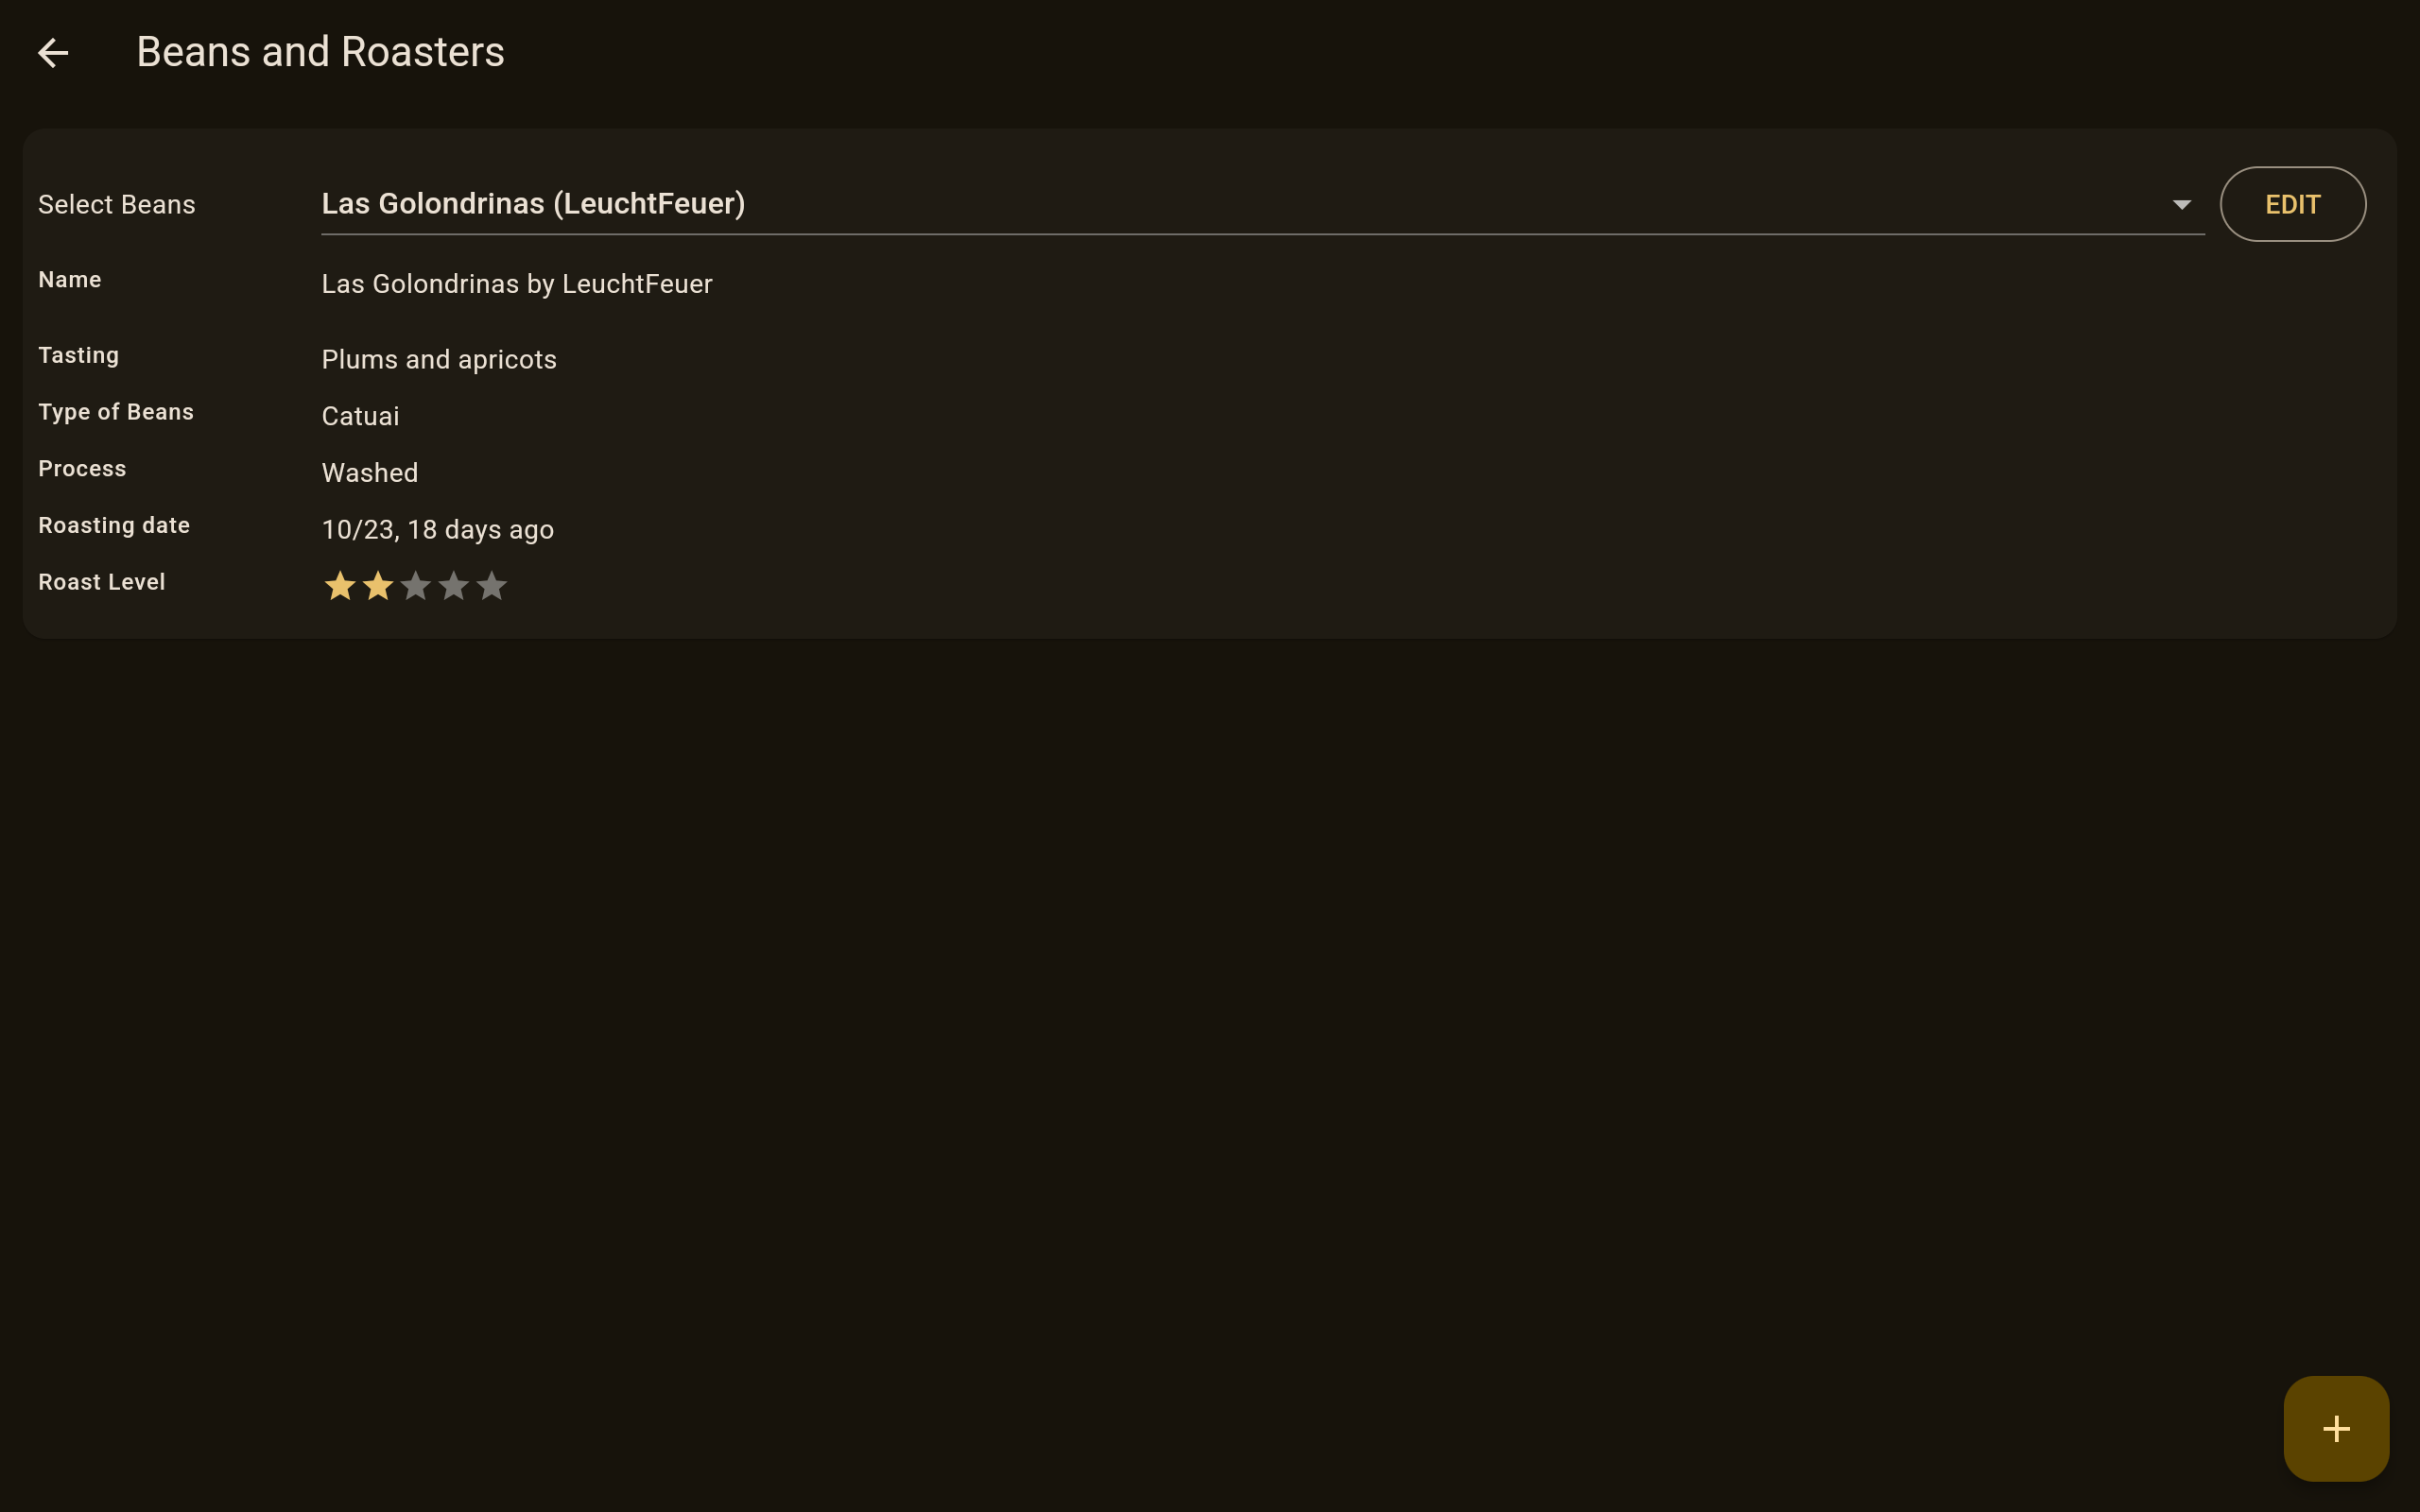 Beans and Roasters
Select Beans Las Golondrinas (LeuchtFeuer) EDIT
Name Las Golondrinas by LeuchtFeuer
Tasting Plums and apricots
Type of Beans Catuai
Process Washed
Roasting date 10/23, 18 days ago
Roast Level